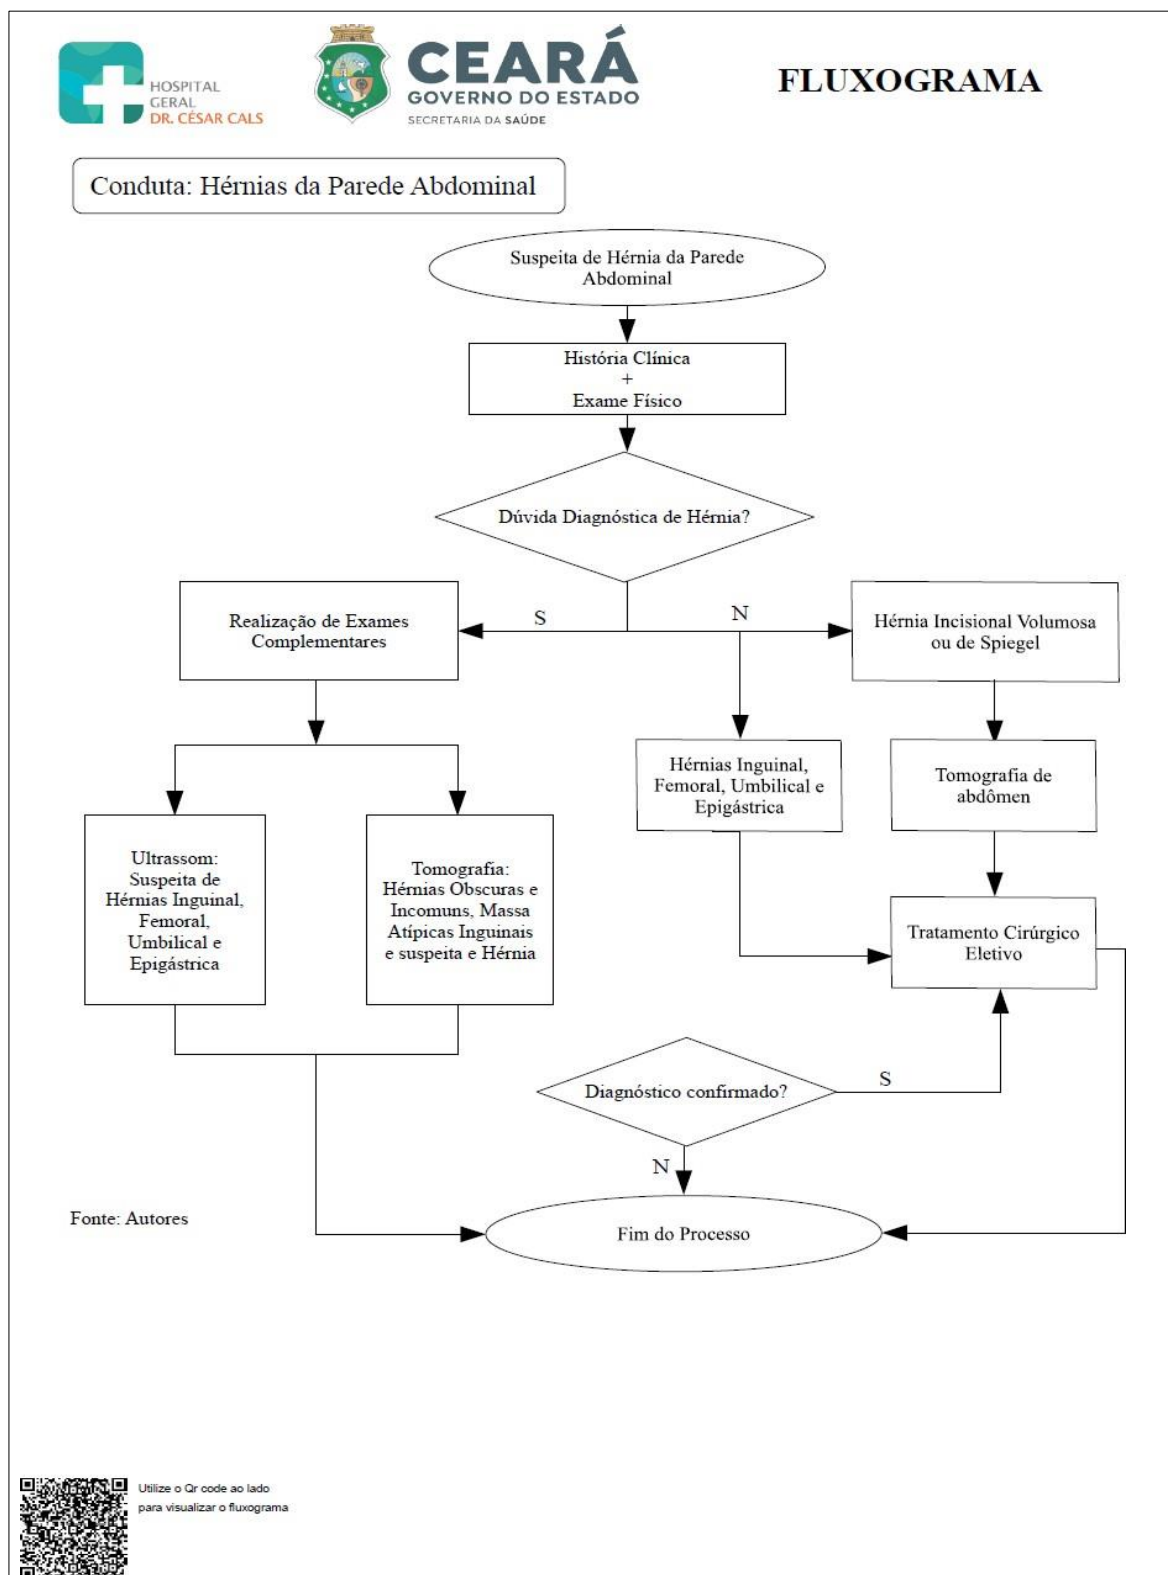 HOSPITAL
GERAL
DR. CÉSAR CALS
CEARÁ
GOVERNO DO ESTADO
SECRETARIA DA SAÚDE
FLUXOGRAMA
Conduta: Hérnias da Parede Abdominal
Suspeita de Hérnia da Parede
Abdominal
História Clínica
+
Exame Físico
Dúvida Diagnóstica de Hérnia?
S
N
Realização de Exames
Complementares
Hérnia Incisional Volumosa
ou de Spiegel
Hérnias Inguinal,
Femoral, Umbilical e
Epigástrica
Tomografia de
abdômen
Ultrassom:
Suspeita de
Hérnias Inguinal,
Femoral,
Umbilical e
Epigástrica
Tomografia:
Hérnias Obscuras e
Incomuns, Massa
Atípicas Inguinais
e suspeita e Hérnia
Tratamento Cirúrgico
Eletivo
Diagnóstico confirmado?
S
N
Fonte: Autores
Fim do Processo
Utilize o Qr code ao lado
para visualizar o fluxograma